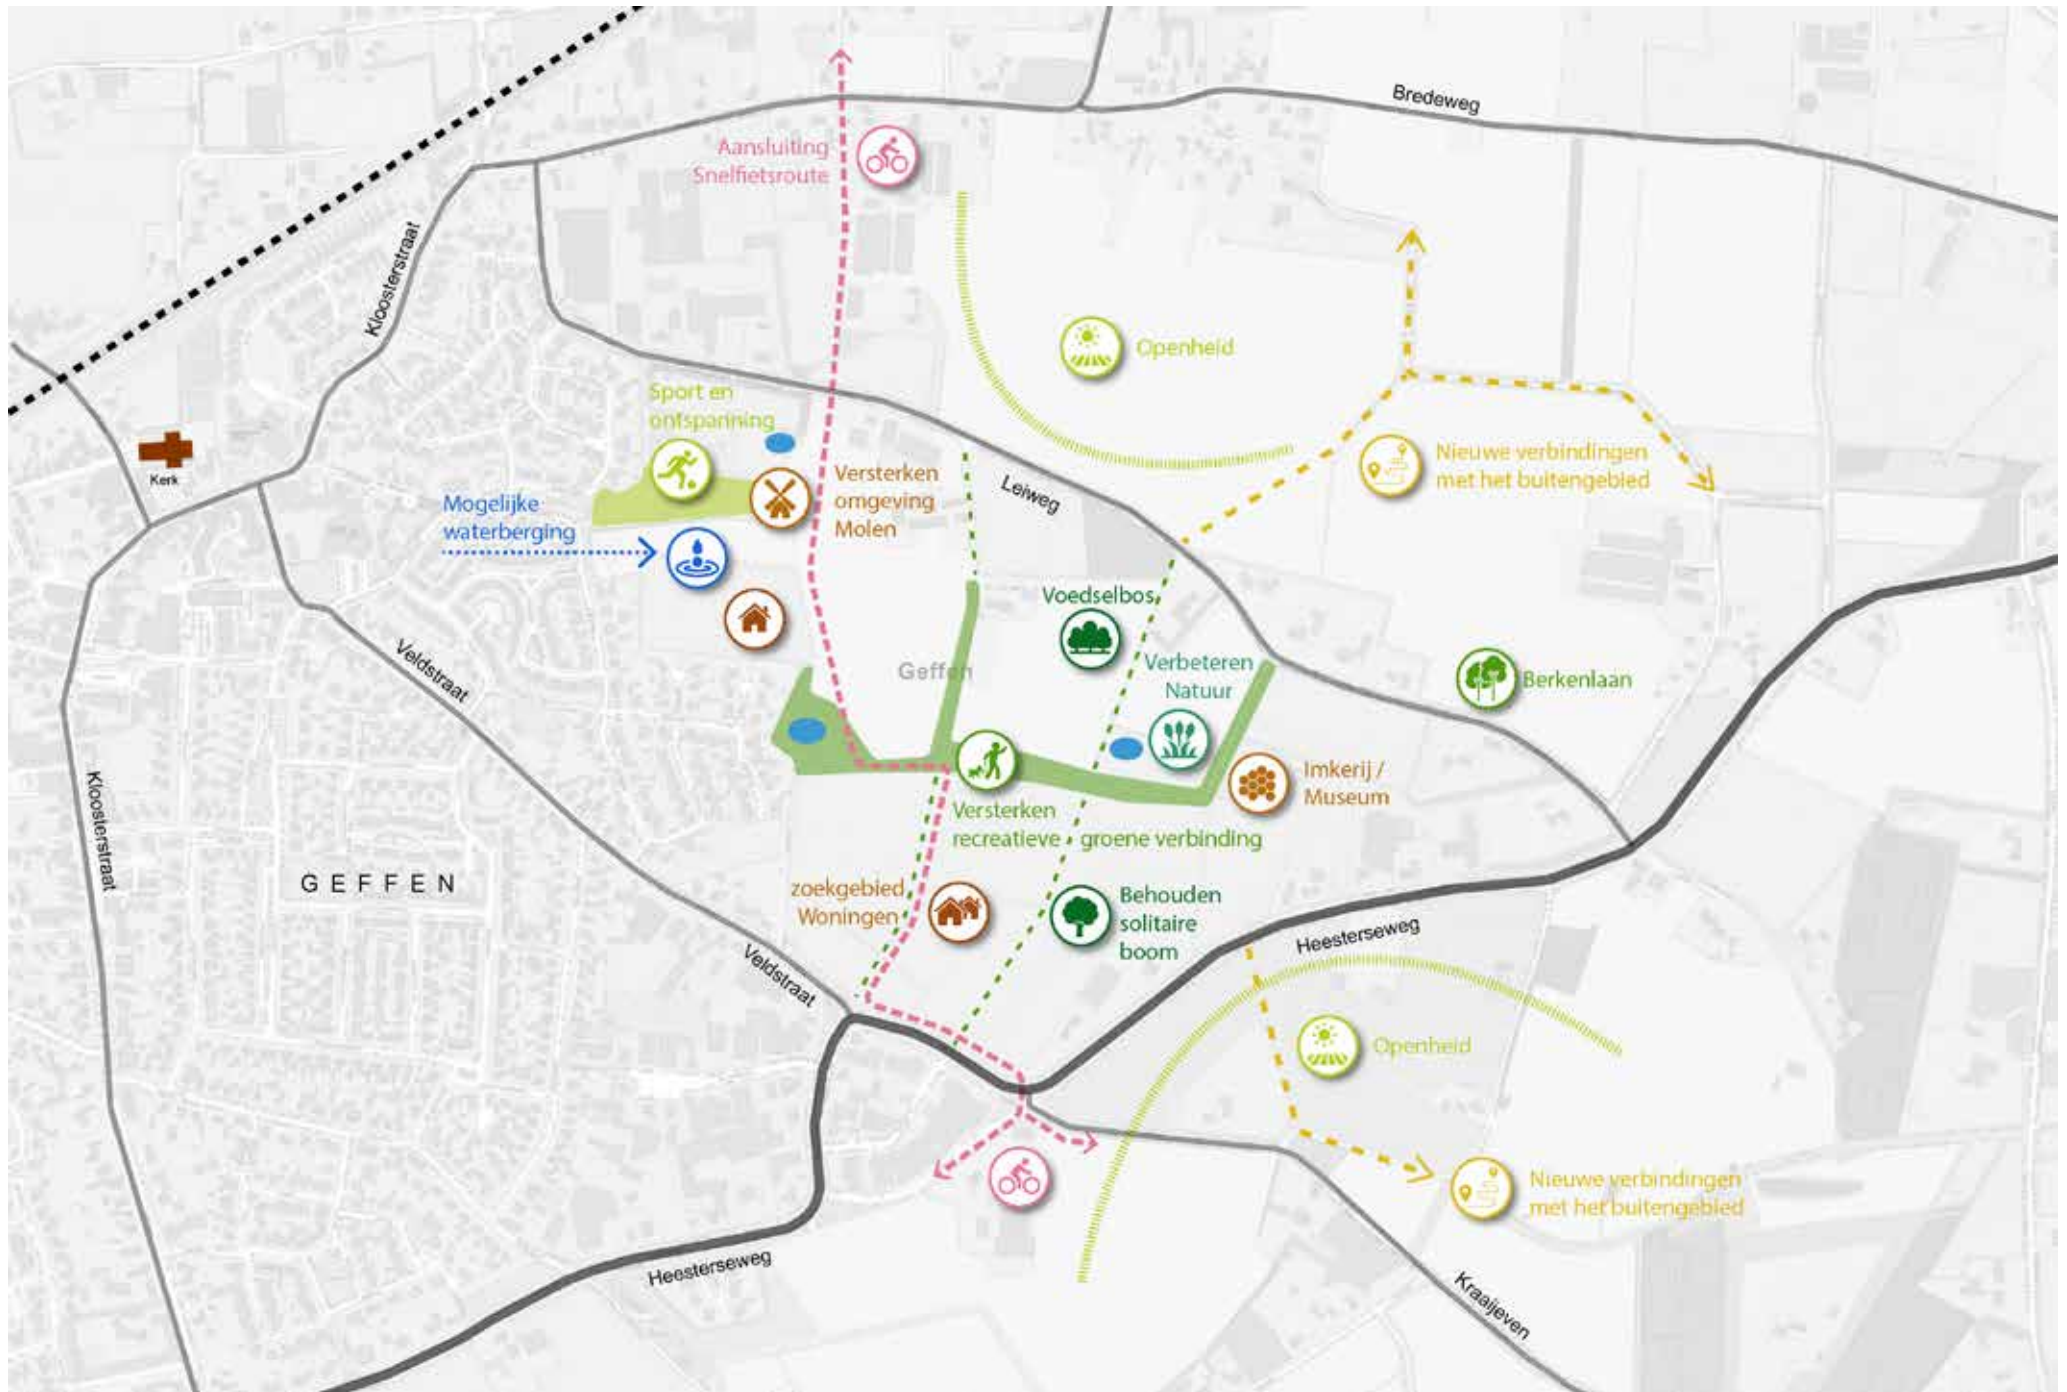 Bredeweg
Aansluiting
Snelfietsroute
Kloosterstraat
Openheid
Sport en
ontspanning
Kerk
Mogelijke
waterberging
Versterken
omgeving
Molen
Leiweg
Nieuwe verbindingen
met het buitengebied
Voedselbos
Veldstraat
Geffen
Verbeteren
Natuur
Berkenlaan
Imkerij /
Museum
Kloosterstraat
Versterken
recreatieve - groene verbinding
GEFFEN
zoekgebied
Woningen
Behouden
solitaire
boom
Heesterseweg
Veldstraat
Openheid
Nieuwe verbindingen
met het buitengebied
Heesterseweg
Kraaijeven